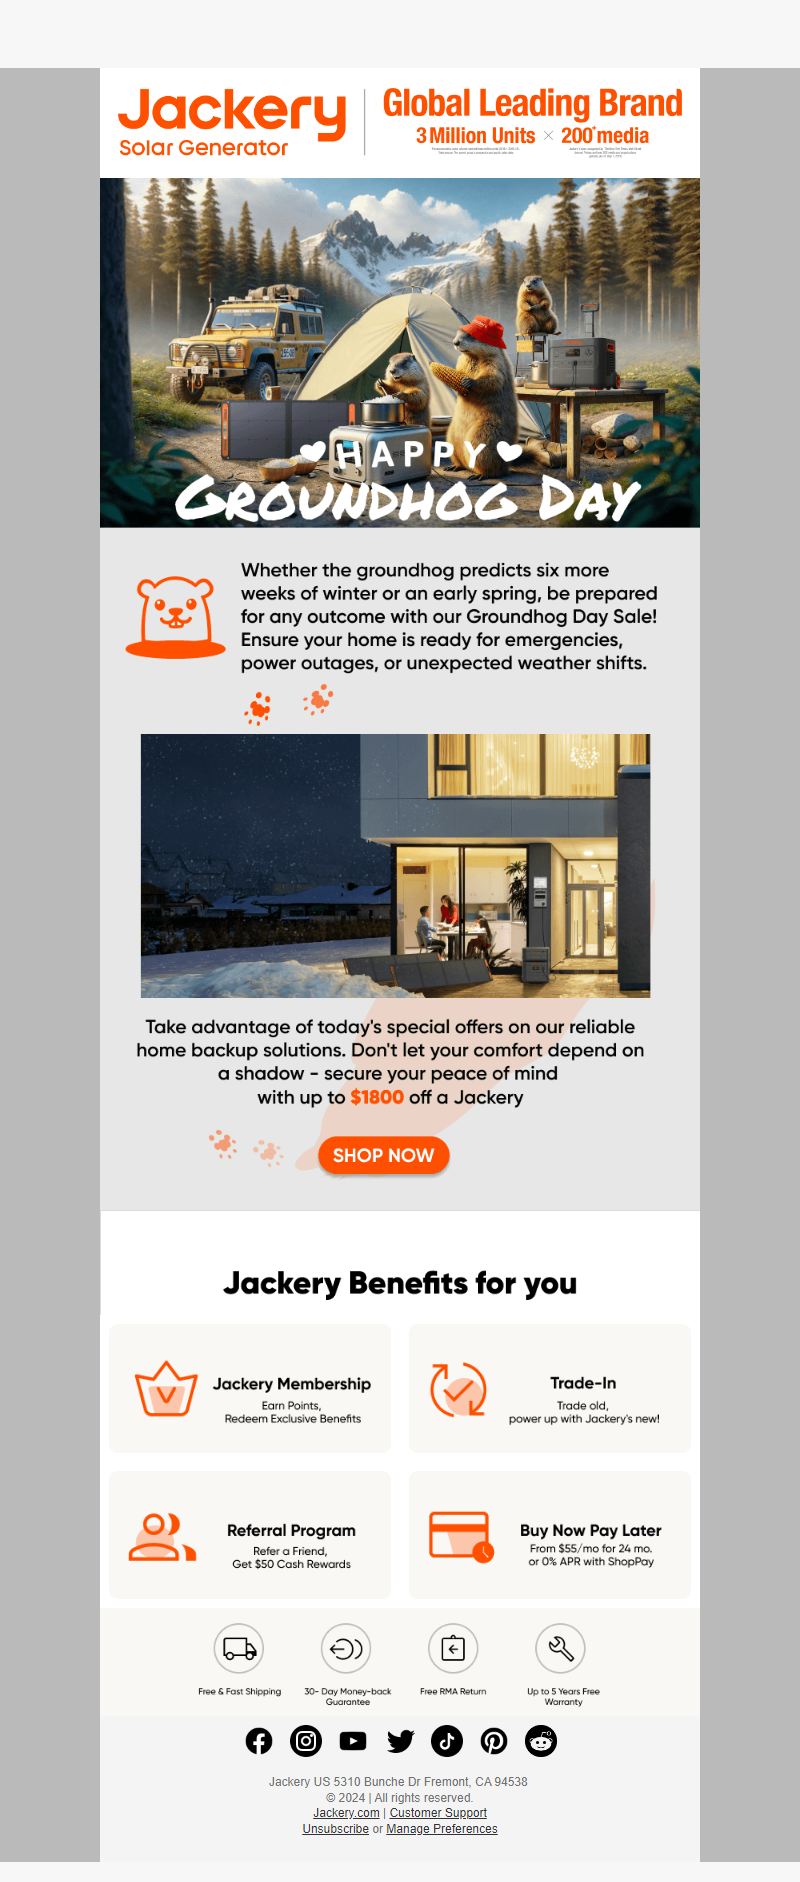 Jackery
Solar Generator
Global Leading Brand
3 Million Units × 200+media
HAPPY
GROUNDHOG DAY
Whether the groundhog predicts six more
weeks of winter or an early spring, be prepared
for any outcome with our Groundhog Day Sale!
Ensure your home is ready for emergencies,
power outages, or unexpected weather shifts.
Take advantage of today's special offers on our reliable
home backup solutions. Don't let your comfort depend on
a shadow - secure your peace of mind
with up to $1800 off a Jackery
SHOP NOW
Jackery Benefits for you
Jackery Membership
Earn Points,
Redeem Exclusive Benefits
Trade-In
Trade old,
power up with Jackery's new!
Referral Program
Refer a Friend,
Get $50 Cash Rewards
Buy Now Pay Later
From $55/mo for 24 mo.
or 0% APR with ShopPay
Free & Fast Shipping
30- Day Money-back
Guarantee
Free RMA Return
Up to 5 Years Free
Warranty
Jackery US 5310 Bunche Dr Fremont, CA 94538
© 2024 | All rights reserved.
Jackery.com | Customer Support
Unsubscribe or Manage Preferences